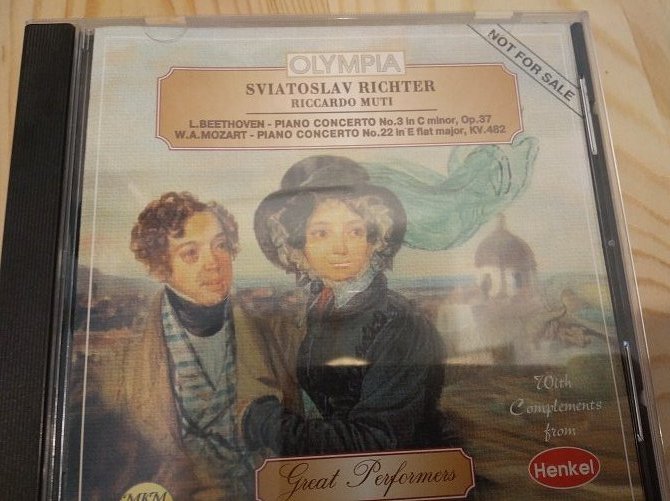 OLYMPIA
NOT FOR SALE
SVIATOSLAV RICHTER
RICCARDO MUTI
L.BEETHOVEN - PIANO CONCERTO No.3 in C minor, Op.37
W.A.MOZART - PIANO CONCERTO No.22 in E flat major, KV.482
With
Complements
from
Henkel
Great Performers
MKM